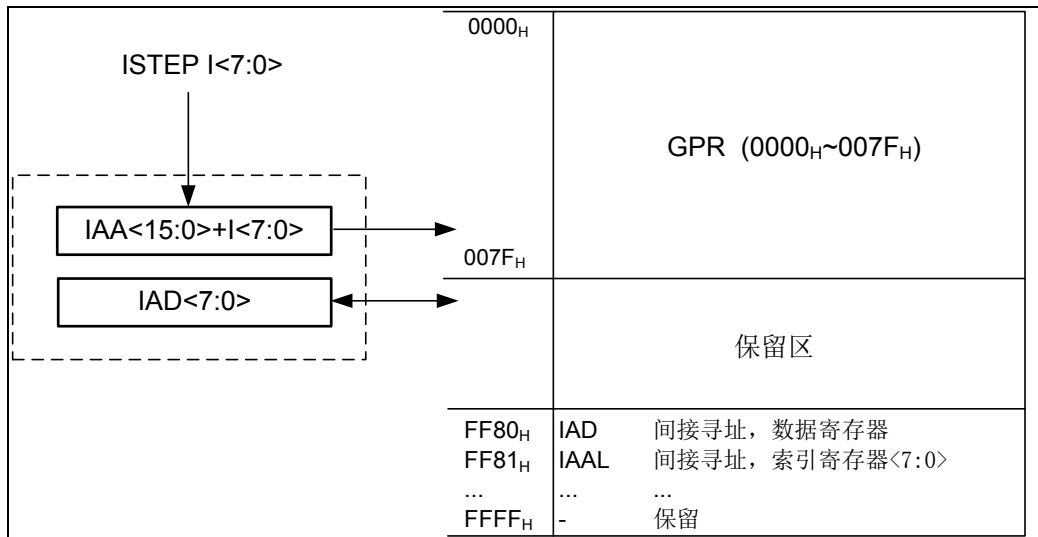 ISTEP I<7:0>
IAA<15:0>+I<7:0>
IAD<7:0>
0000H
GPR (0000H~007FH)
007FH
保留区
FF80H IAD 间接寻址，数据寄存器
FF81H IAAL 间接寻址，索引寄存器<7:0>
... ... ...
FFFFH - 保留